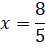 x = 8/5